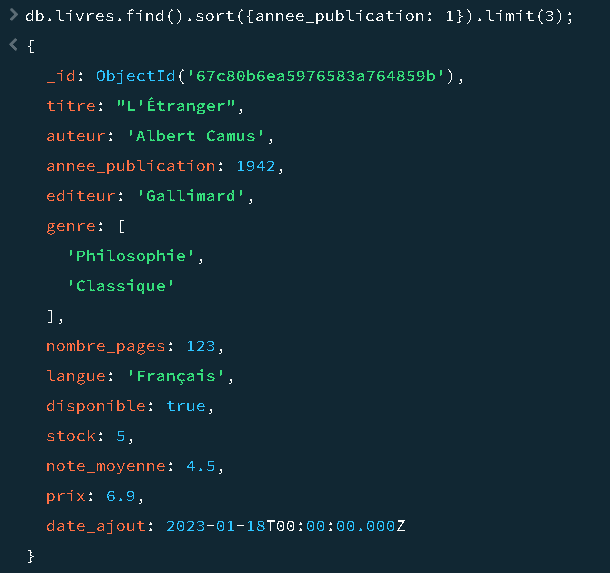 db.livres.find().sort({annee_publication: 1}).limit(3);
{
_id: ObjectId('67c80b6ea5976583a764859b'),
titre: "L'Étranger",
auteur: 'Albert Camus',
annee_publication: 1942,
editeur: 'Gallimard',
genre: [
'Philosophie',
'Classique'
],
nombre_pages: 123,
langue: 'Français',
disponible: true,
stock: 5,
note_moyenne: 4.5,
prix: 6.9,
date_ajout: 2023-01-18T00:00:00.000Z
}